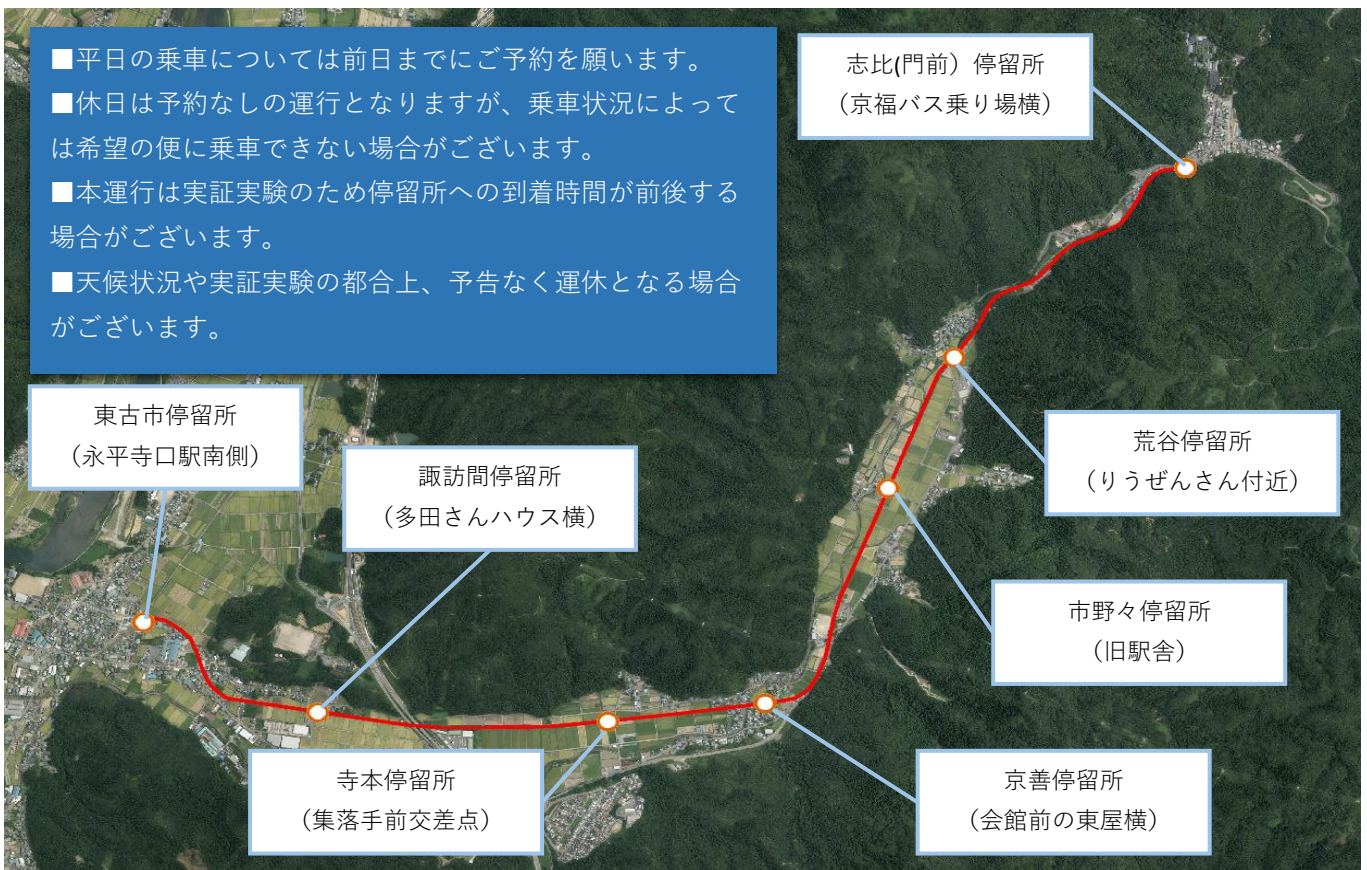 ■平日の乗車については前日までにご予約を願います。
■休日は予約なしの運行となりますが、乗車状況によって
は希望の便に乗車できない場合がございます。
■本運行は実証実験のため停留所への到着時間が前後する
場合がございます。
■天候状況や実証実験の都合上、予告なく運休となる場合
がございます。
志比(門前）停留所
（京福バス乗り場横）
東古市停留所
（永平寺口駅南側）
諏訪間停留所
（多田さんハウス横）
荒谷停留所
（りうぜんさん付近）
市野々停留所
（旧駅舎）
寺本停留所
（集落手前交差点）
京善停留所
（会館前の東屋横）